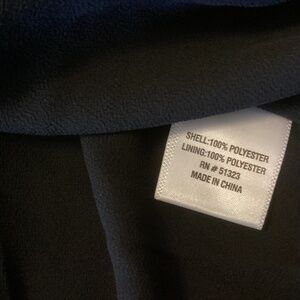 SHELL:100% POLYESTER
LINING:100% POLYESTER
RN # 51323
MADE IN CHINA